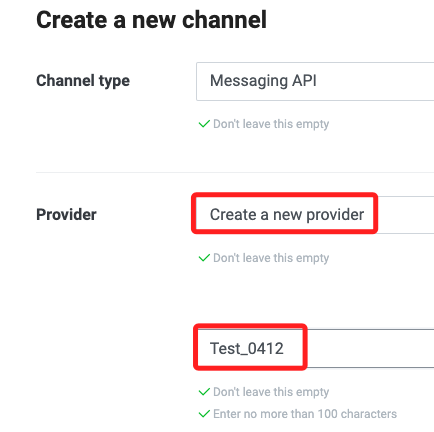 Create a new channel
Channel type
Messaging API
Don't leave this empty
Provider
Create a new provider
Don't leave this empty
Test_0412
Don't leave this empty
Enter no more than 100 characters